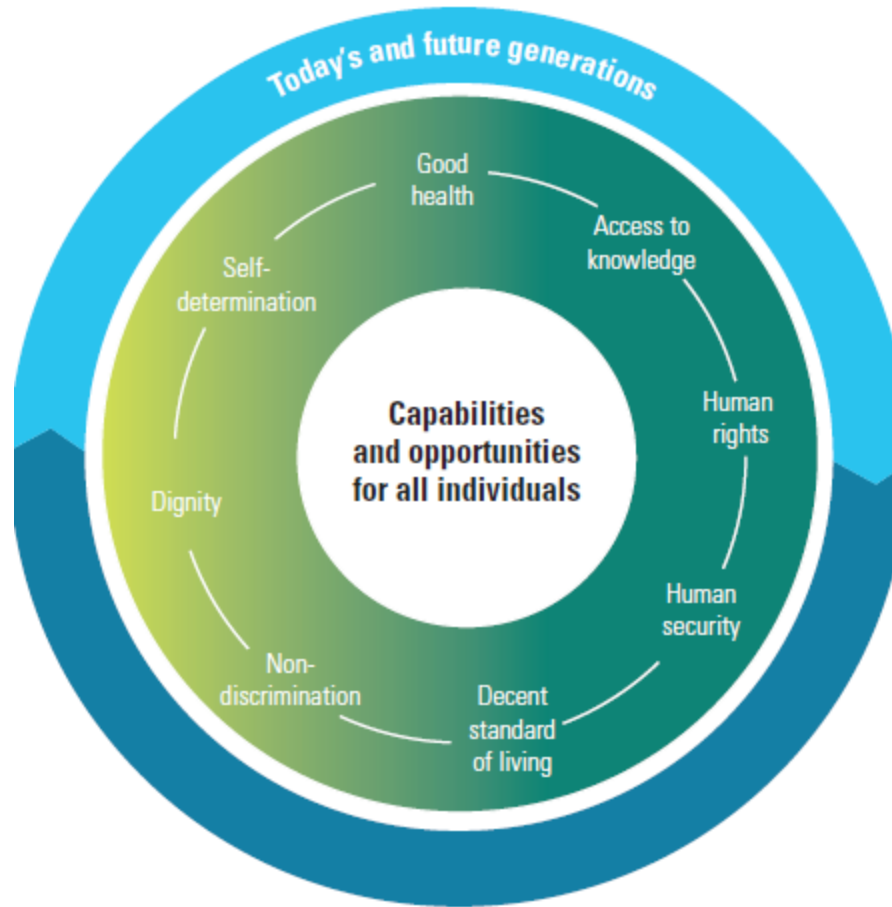 Today's and future generations
Good
health
Access to
knowledge
Human
rights
Human
security
Decent
standard
of living
Non-
discrimination
Dignity
Self-
determination
Capabilities
and opportunities
for all individuals